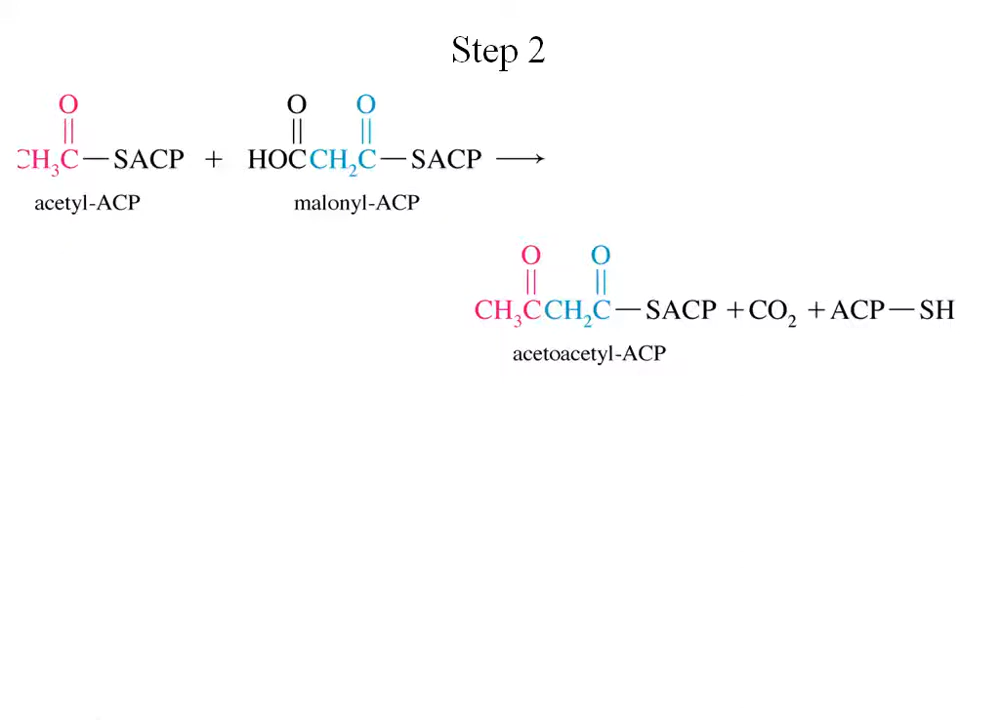 Step 2
O O O
CH₃C—SACP + HOCCH₂C—SACP ⟶
acetyl-ACP malonyl-ACP
O O
CH₃CCH₂C—SACP + CO₂ + ACP—SH
acetoacetyl-ACP